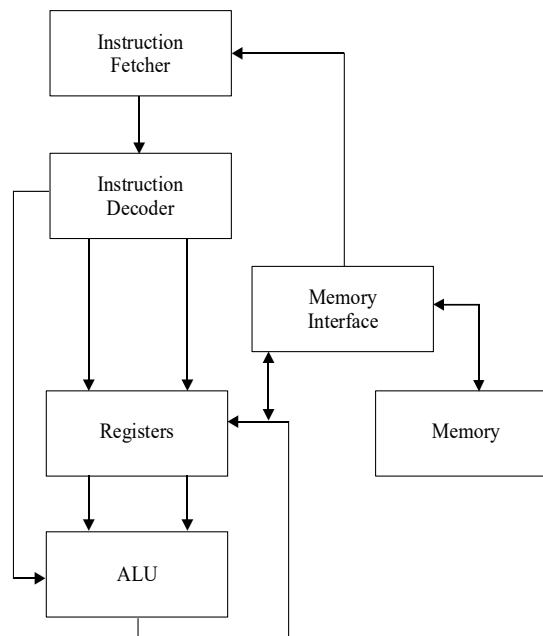 Instruction
Fetcher
Instruction
Decoder
Memory
Interface
Registers
Memory
ALU